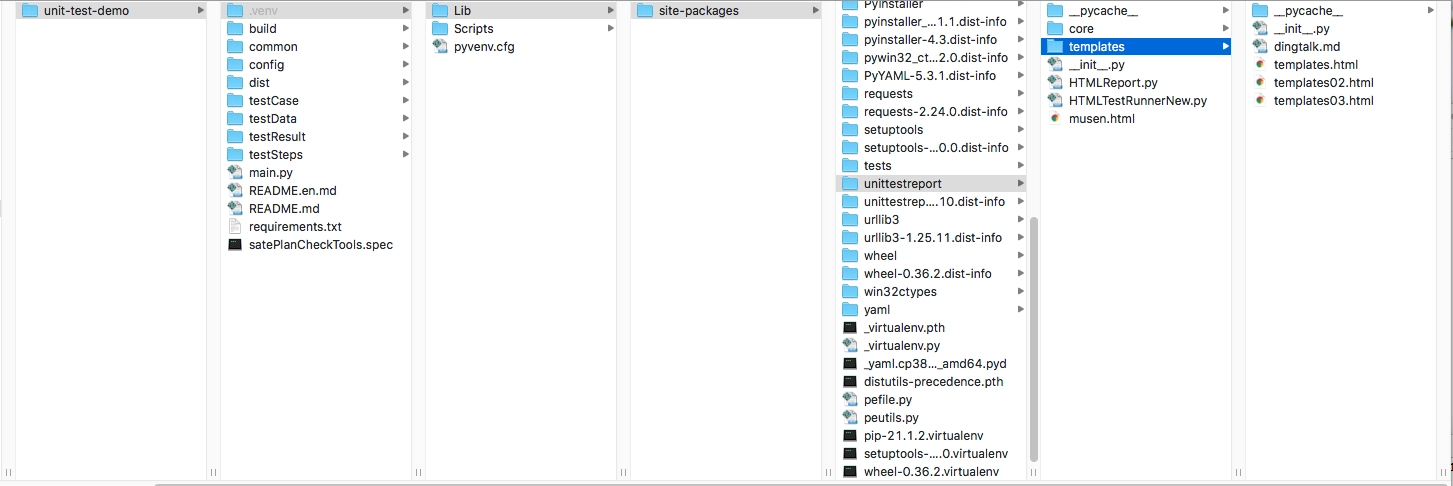 unit-test-demo
.venv
build
common
config
dist
testCase
testData
testResult
testSteps
main.py
README.en.md
README.md
requirements.txt
satePlanCheckTools.spec
Lib
Scripts
pyvenv.cfg
site-packages
PyInstaller
pyinstaller_...1.1.dist-info
pyinstaller-4.3.dist-info
pywin32_ct...2.0.dist-info
PyYAML-5.3.1.dist-info
requests
requests-2.24.0.dist-info
setuptools
setuptools-...0.0.dist-info
tests
unittestreport
unittestrep....10.dist-info
urllib3
urllib3-1.25.11.dist-info
wheel
wheel-0.36.2.dist-info
win32ctypes
yaml
_virtualenv.pth
_virtualenv.py
_yaml.cp38..._amd64.pyd
distutils-precedence.pth
pefile.py
peutils.py
pip-21.1.2.virtualenv
setuptools-....0.virtualenv
wheel-0.36.2.virtualenv
__pycache__
core
templates
__init__.py
HTMLReport.py
HTMLTestRunnerNew.py
musen.html
__pycache__
__init__.py
dingtalk.md
templates.html
templates02.html
templates03.html